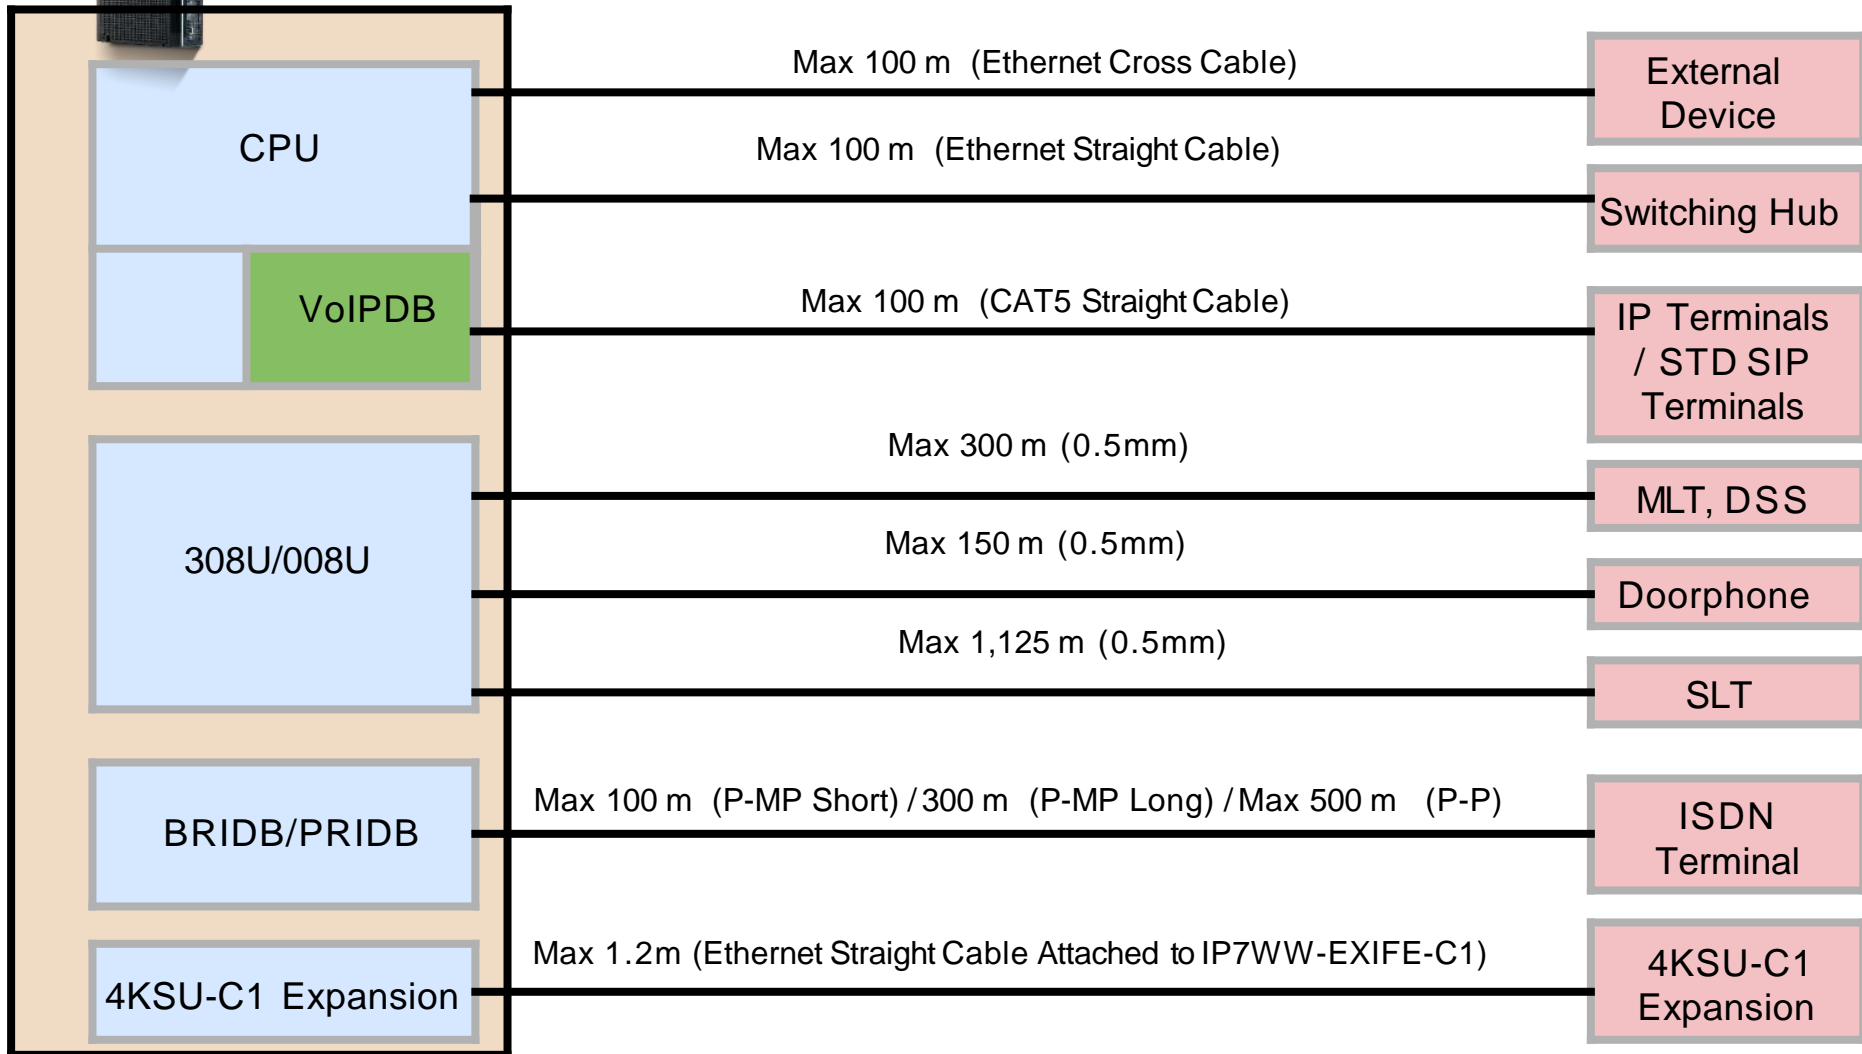 Max 100 m (Ethernet Cross Cable)
External
Device
CPU
Max 100 m (Ethernet Straight Cable)
Switching Hub
VoIPDB
Max 100 m (CAT5 Straight Cable)
IP Terminals
/ STD SIP
Terminals
308U/008U
Max 300 m (0.5mm)
MLT, DSS
Max 150 m (0.5mm)
Doorphone
Max 1,125 m (0.5mm)
SLT
BRIDB/PRIDB
Max 100 m (P-MP Short) / 300 m (P-MP Long) / Max 500 m (P-P)
ISDN
Terminal
4KSU-C1 Expansion
Max 1.2m (Ethernet Straight Cable Attached to IP7WW-EXIFE-C1)
4KSU-C1
Expansion